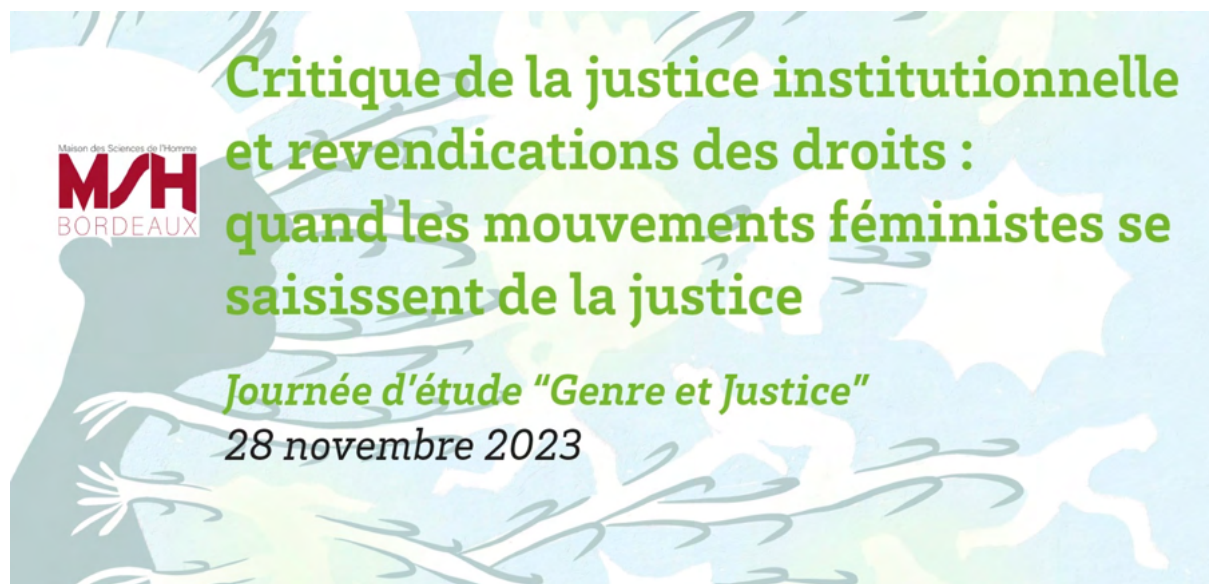 Critique de la justice institutionnelle
et revendications des droits :
quand les mouvements féministes se
saisissent de la justice
Journée d'étude “Genre et Justice”
28 novembre 2023
Maison des Sciences de l'Homme
MSH
BORDEAUX